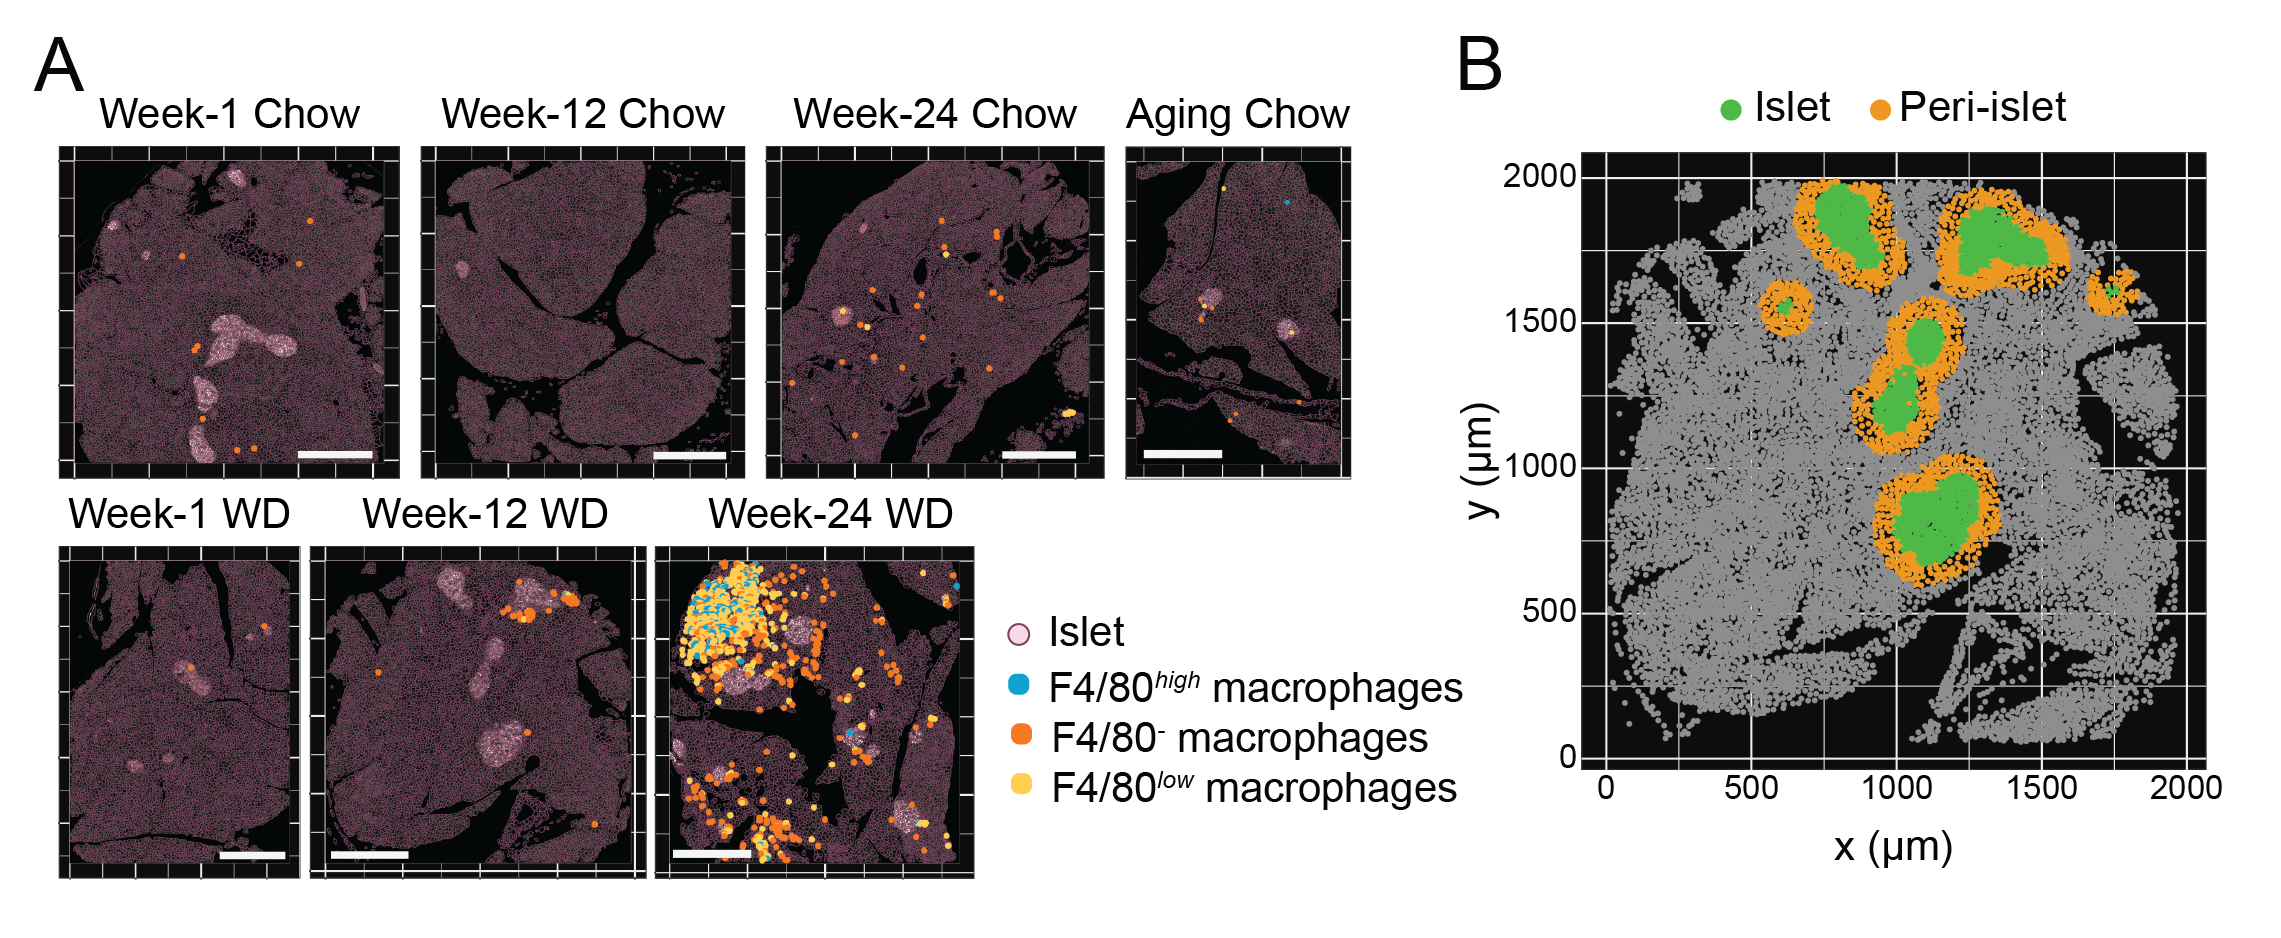 A
Week-1 Chow
Week-12 Chow
Week-24 Chow
Aging Chow
Week-1 WD
Week-12 WD
Week-24 WD
Islet
F4/80high macrophages
F4/80- macrophages
F4/80low macrophages
B
Islet
Peri-islet
2000
1500
1000
500
0
y (µm)
0
500
1000
1500
2000
x (µm)